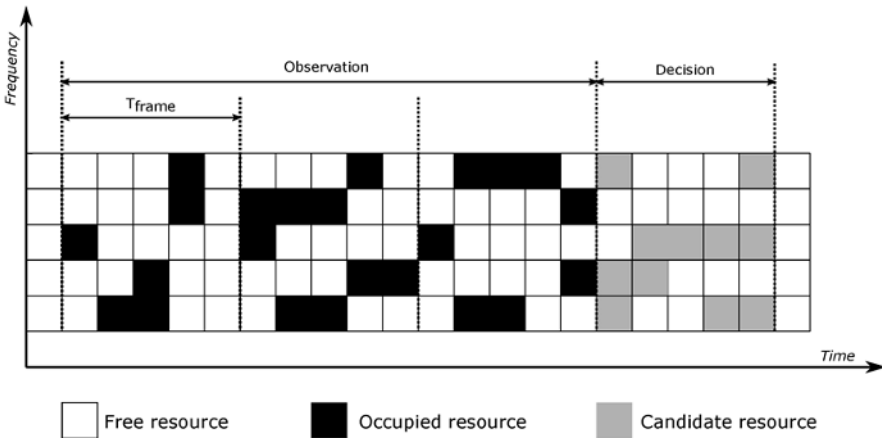 Frequency
Observation
Decision
Tframe
Time
Free resource
Occupied resource
Candidate resource